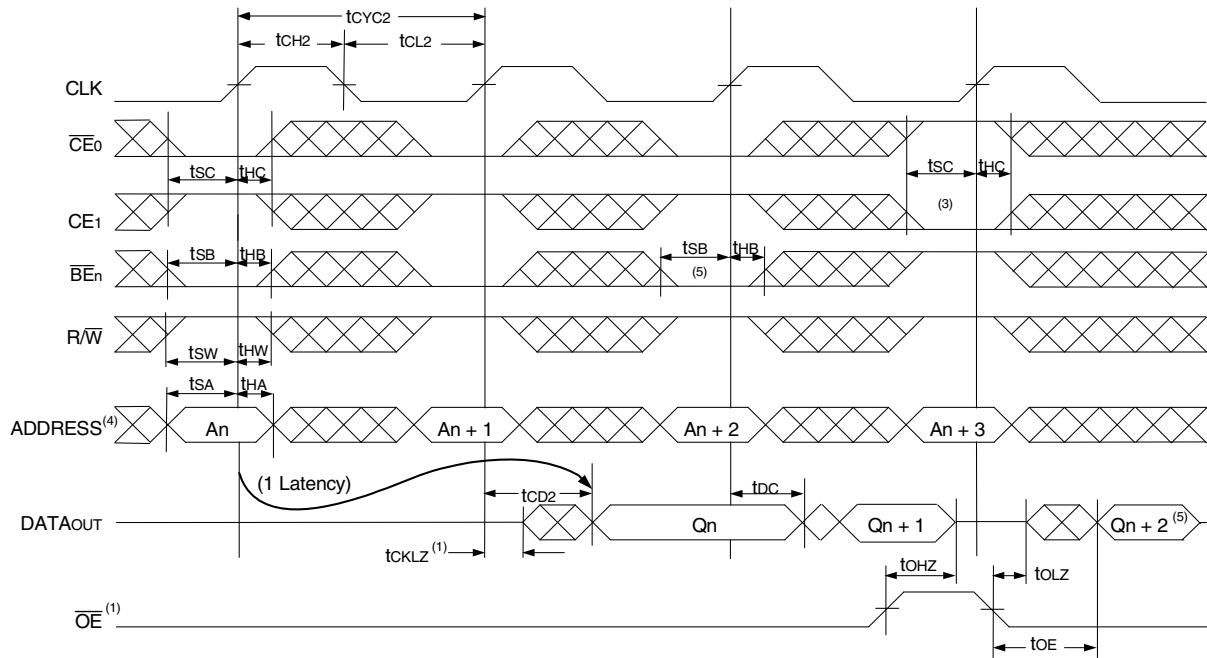 tCYC2
tCH2 tCL2
CLK
CE0
tSC tHC tSC tHC
(3)
CE1
tSB tHB tSB tHB
(5)
BEn
R/W
tSW tHW
tSA tHA
ADDRESS(4) An An + 1 An + 2 An + 3
(1 Latency) tCD2 tDC
DATAOUT Qn Qn + 1 Qn + 2 (5)
tCKLZ (1)
tOHZ tOLZ
OE (1)
tOE